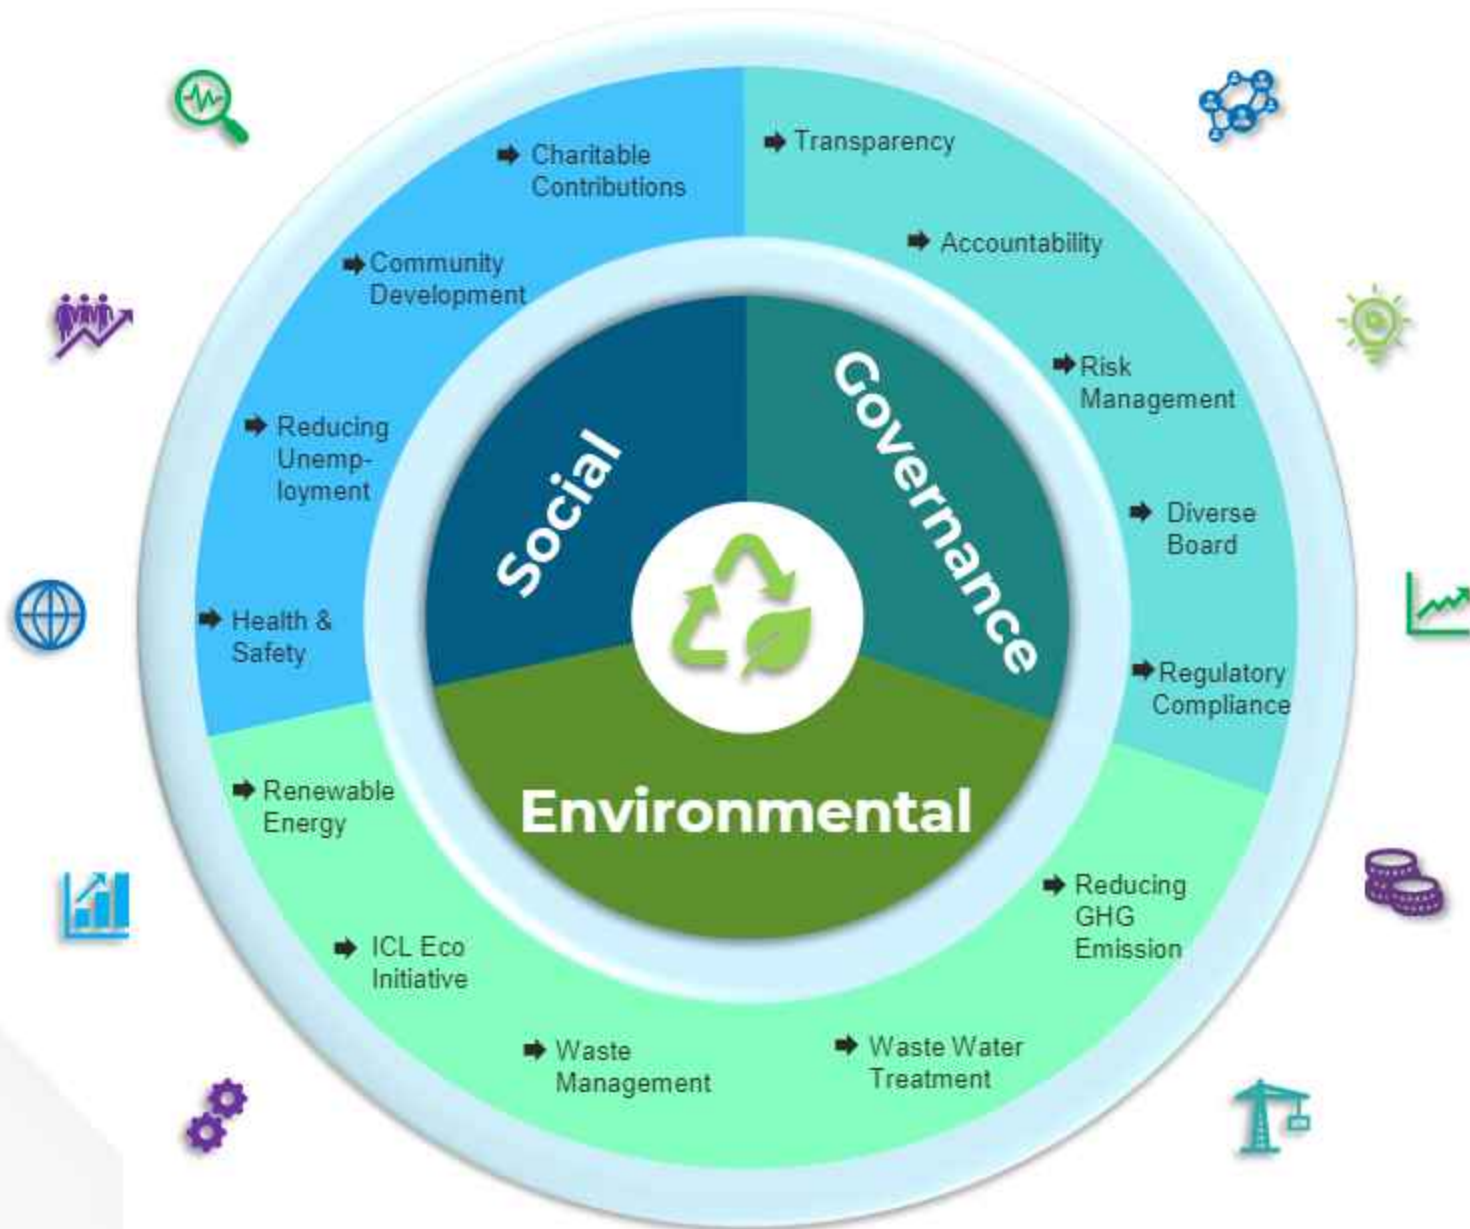 Charitable
Contributions
Community
Development
Reducing
Unemp-
loyment
Health &
Safety
Transparency
Accountability
Risk
Management
Diverse
Board
Regulatory
Compliance
Social
Governance
Environmental
Renewable
Energy
ICL Eco
Initiative
Waste
Management
Waste Water
Treatment
Reducing
GHG
Emission